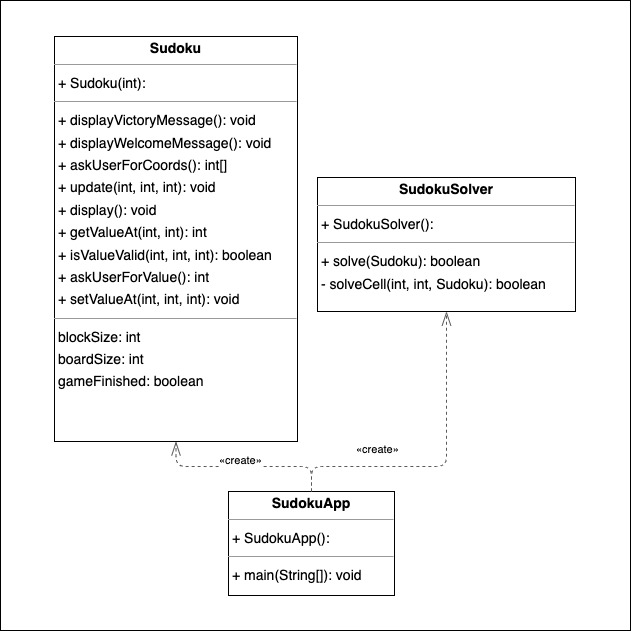 Sudoku
+ Sudoku(int):
+ displayVictoryMessage(): void
+ displayWelcomeMessage(): void
+ askUserForCoords(): int[]
+ update(int, int, int): void
+ display(): void
+ getValueAt(int, int): int
+ isValueValid(int, int, int): boolean
+ askUserForValue(): int
+ setValueAt(int, int, int): void
blockSize: int
boardSize: int
gameFinished: boolean
SudokuSolver
+ SudokuSolver():
+ solve(Sudoku): boolean
- solveCell(int, int, Sudoku): boolean
«create»
«create»
SudokuApp
+ SudokuApp():
+ main(String[]): void